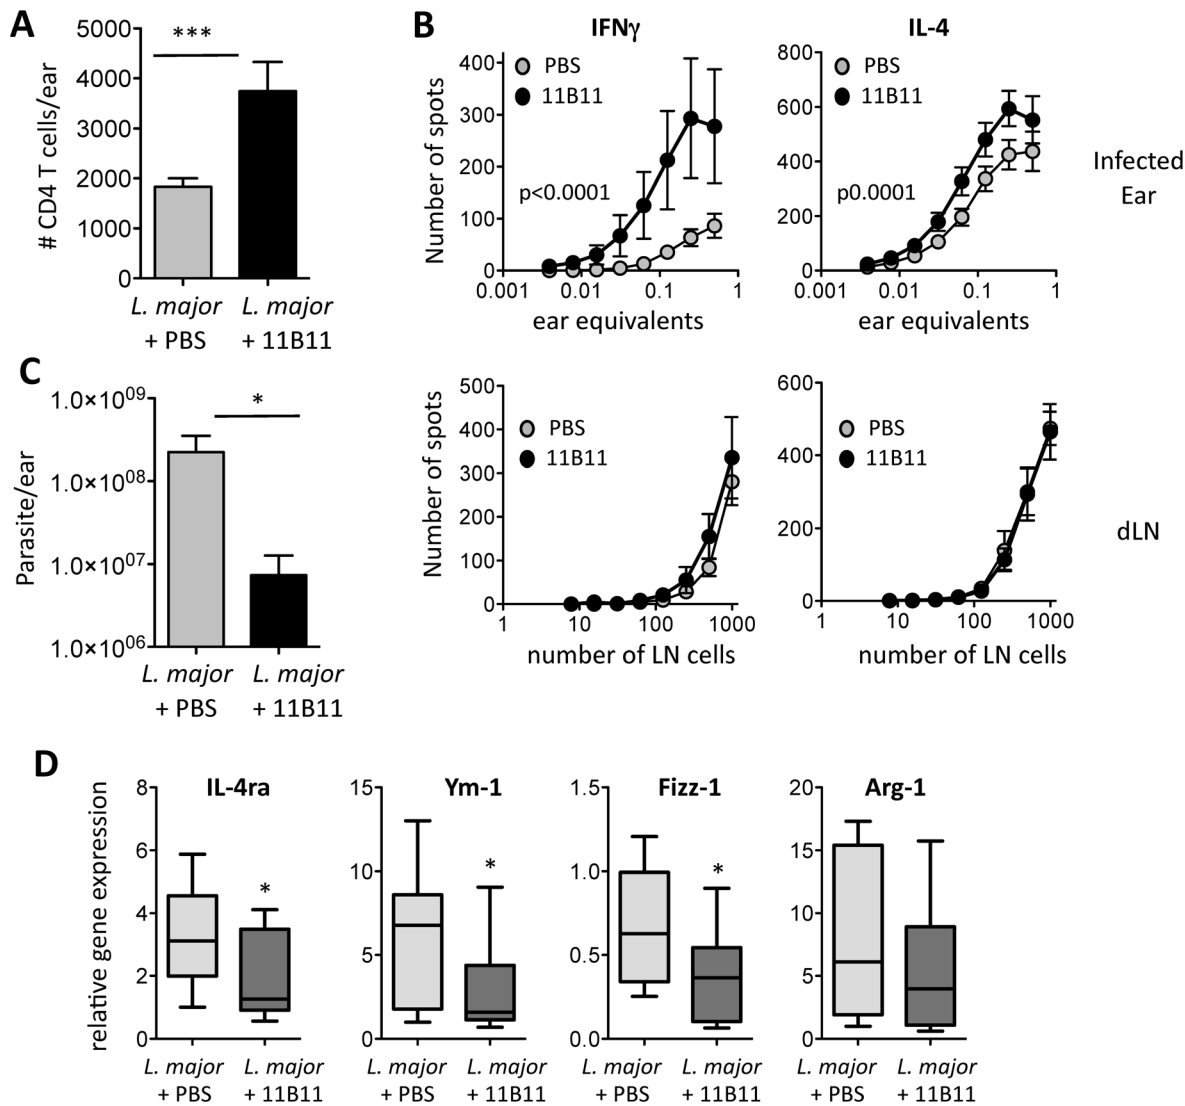 A
# CD4 T cells/ear
5000
4000
3000
2000
1000
0
***
L. major
+ PBS
L. major
+ 11B11
B
IFNγ
IL-4
Number of spots
400
300
200
100
0
PBS
11B11
p<0.0001
0.001
0.01
0.1
1
ear equivalents
800
600
400
200
0
PBS
11B11
p0.0001
0.001
0.01
0.1
1
ear equivalents
Infected
Ear
Number of spots
500
400
300
200
100
0
PBS
11B11
1
10
100
1000
number of LN cells
600
400
200
0
PBS
11B11
1
10
100
1000
number of LN cells
dLN
C
Parasite/ear
1.0×10^09
1.0×10^08
1.0×10^07
1.0×10^06
*
L. major
+ PBS
L. major
+ 11B11
D
relative gene expression
IL-4ra
8
6
4
2
0
*
L. major
+ PBS
L. major
+ 11B11
Ym-1
15
10
5
0
*
L. major
+ PBS
L. major
+ 11B11
Fizz-1
1.5
1.0
0.5
0.0
*
L. major
+ PBS
L. major
+ 11B11
Arg-1
20
15
10
5
0
L. major
+ PBS
L. major
+ 11B11